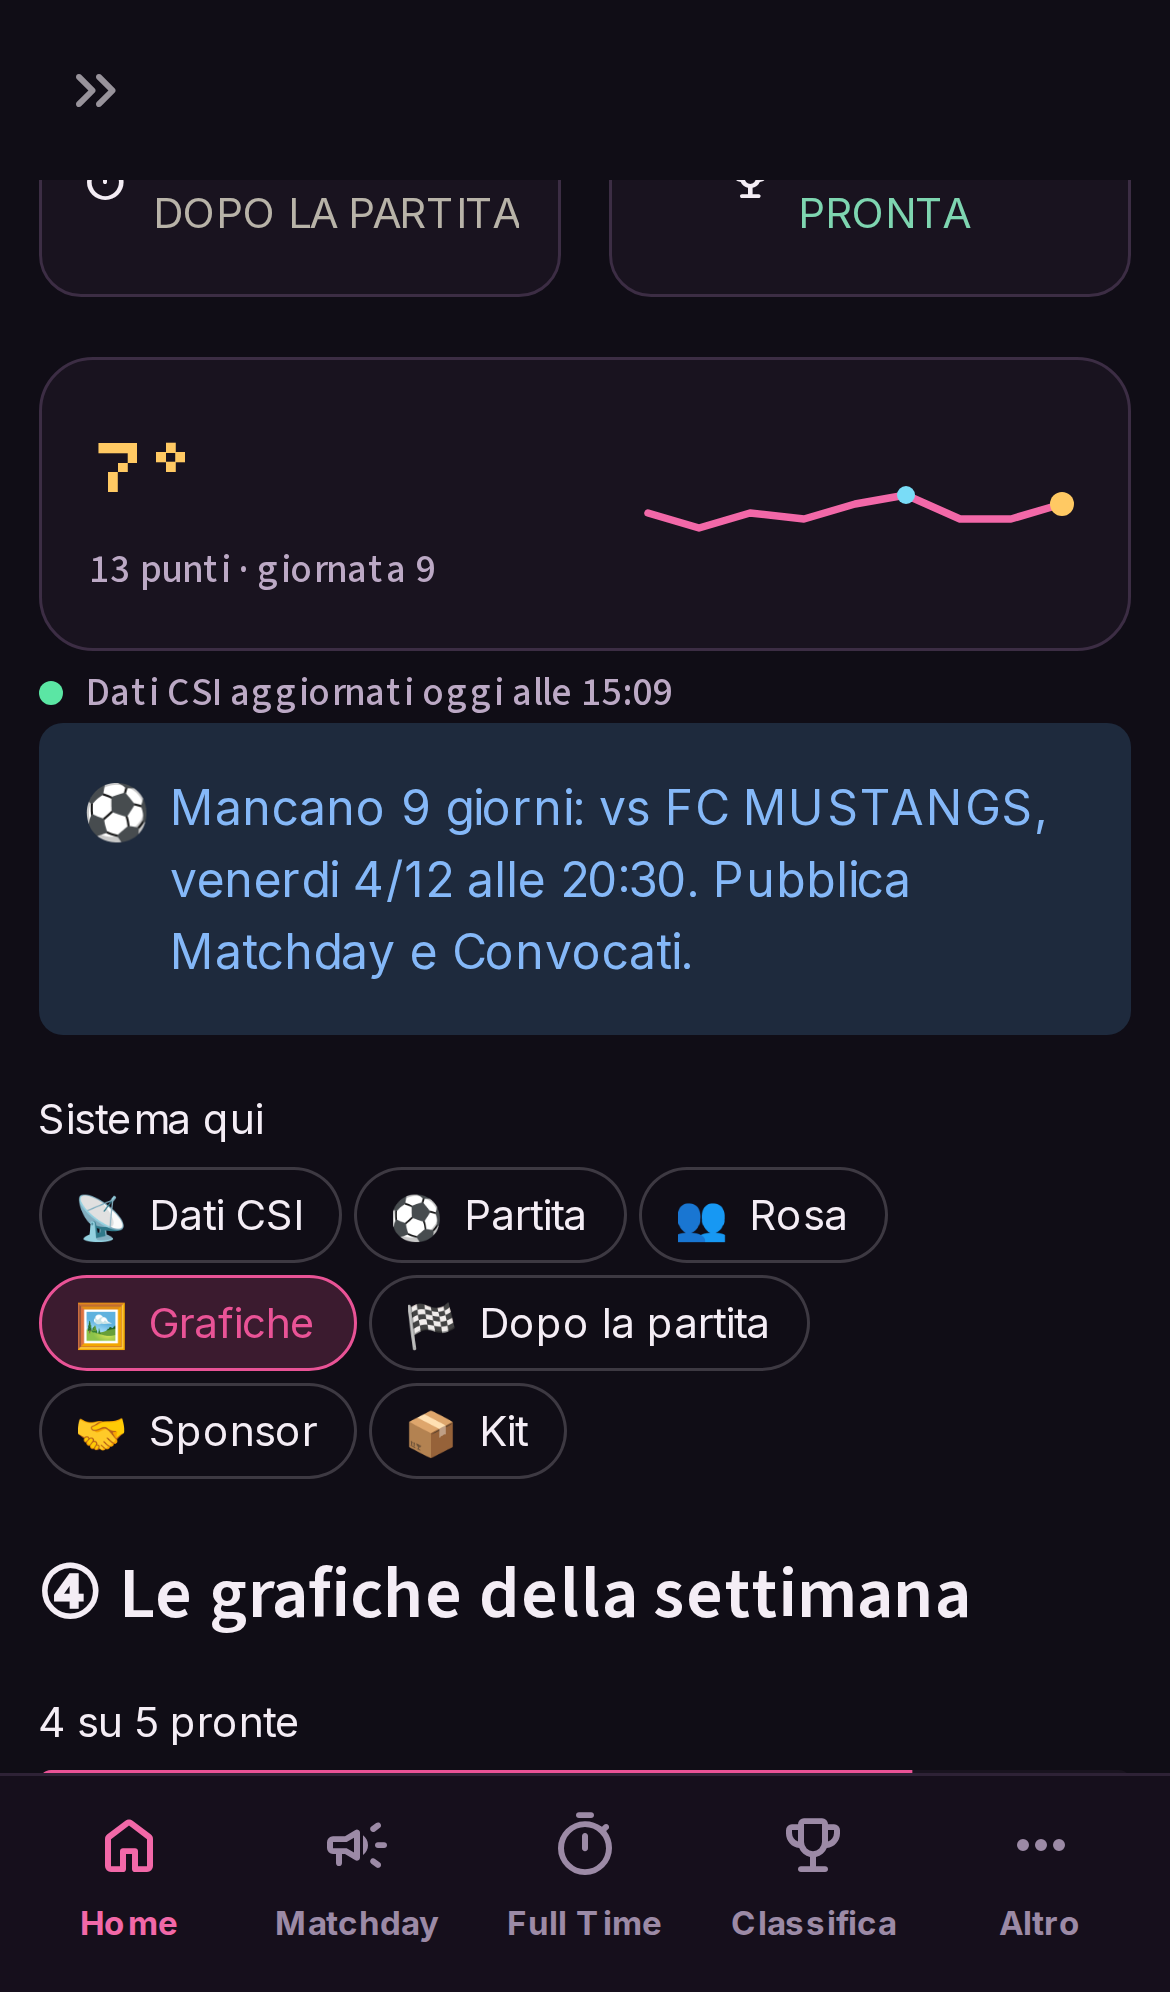 DOPO LA PARTITA
PRONTA
7°
13 punti · giornata 9
Dati CSI aggiornati oggi alle 15:09
Mancano 9 giorni: vs FC MUSTANGS,
venerdi 4/12 alle 20:30. Pubblica
Matchday e Convocati.
Sistema qui
Dati CSI
Partita
Rosa
Grafiche
Dopo la partita
Sponsor
Kit
④ Le grafiche della settimana
4 su 5 pronte
Home
Matchday
Full Time
Classifica
Altro